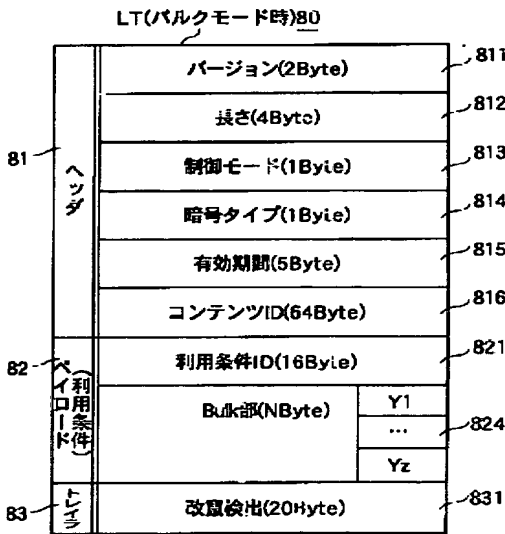 LT(バルクモード時)80
バージョン(2Byte)
811
長さ(4Byte)
812
81
ヘッダ
制御モード(1Byte)
813
暗号タイプ(1Byte)
814
有効期間(5Byte)
815
コンテンツID(64Byte)
816
82
ペイロード
(利用条件)
利用条件ID(16Byte)
821
Bulk部(NByte)
Y1
…
Yz
824
83
トレイラ
改竄検出(20Byte)
831